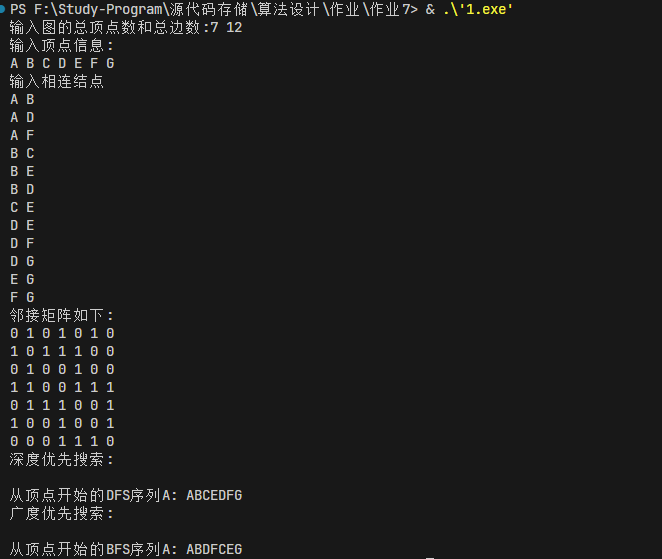 PS F:\Study-Program\源代码存储\算法设计\作业\作业7> & .\'1.exe'
输入图的总顶点数和总边数:7 12
输入顶点信息:
A B C D E F G
输入相连结点
A B
A D
A F
B C
B E
B D
C E
D E
D F
D G
E G
F G
邻接矩阵如下:
0 1 0 1 0 1 0
1 0 1 1 1 0 0
0 1 0 0 1 0 0
1 1 0 0 1 1 1
0 1 1 1 0 0 1
1 0 0 1 0 0 1
0 0 0 1 1 1 0
深度优先搜索:
从顶点开始的DFS序列A: ABCEDFG
广度优先搜索:
从顶点开始的BFS序列A: ABDFCEG